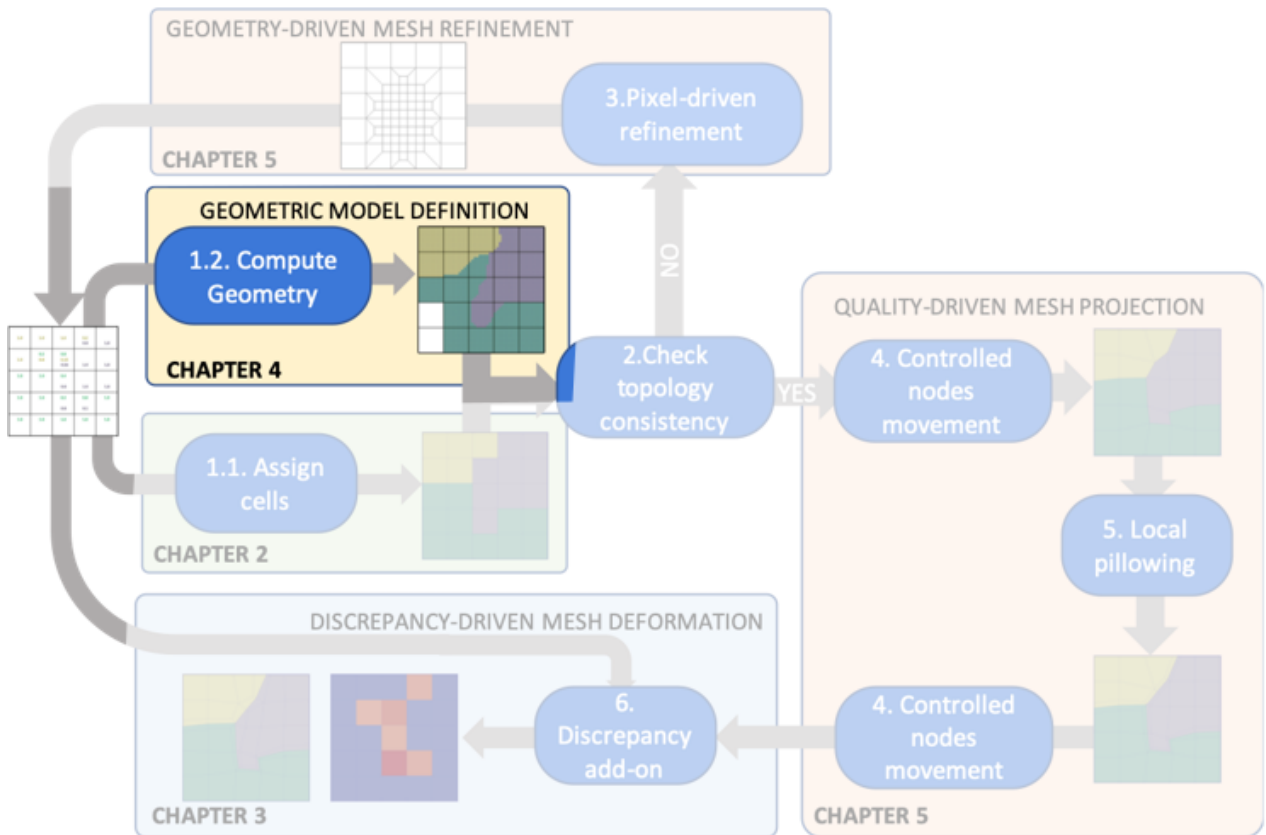 GEOMETRY-DRIVEN MESH REFINEMENT
3.Pixel-driven
refinement
CHAPTER 5
GEOMETRIC MODEL DEFINITION
1.2. Compute
Geometry
CHAPTER 4
NO
2.Check
topology
consistency
YES
1.1. Assign
cells
CHAPTER 2
QUALITY-DRIVEN MESH PROJECTION
4. Controlled
nodes
movement
5. Local
pillowing
4. Controlled
nodes
movement
CHAPTER 5
DISCREPANCY-DRIVEN MESH DEFORMATION
6.
Discrepancy
add-on
CHAPTER 3